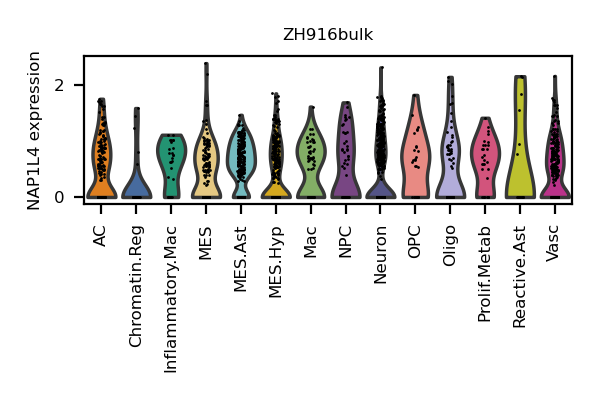 ZH916bulk
NAP1L4 expression
2
0
AC
Chromatin.Reg
Inflammatory.Mac
MES
MES.Ast
MES.Hyp
Mac
NPC
Neuron
OPC
Oligo
Prolif.Metab
Reactive.Ast
Vasc